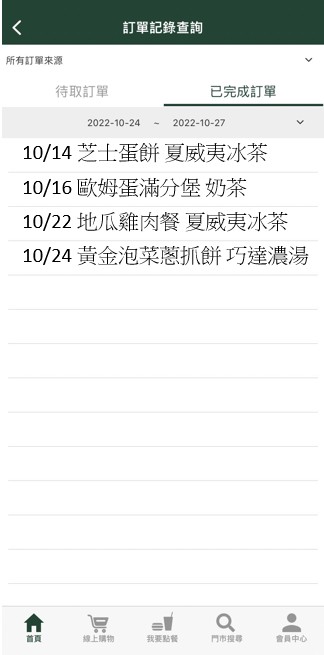 訂單記錄查詢
所有訂單來源
待取訂單 已完成訂單
2022-10-24 ~ 2022-10-27
10/14 芝士蛋餅 夏威夷冰茶
10/16 歐姆蛋滿分堡 奶茶
10/22 地瓜雞肉餐 夏威夷冰茶
10/24 黃金泡菜蔥抓餅 巧達濃湯
首頁 線上購物 我要點餐 門市搜尋 會員中心